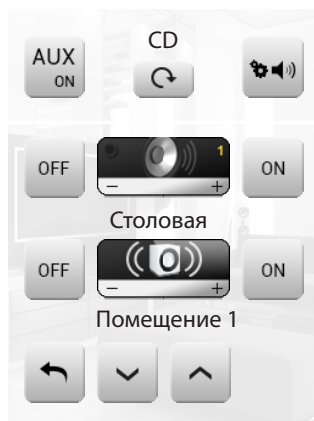 AUX
ON
CD
OFF
1
− +
ON
Столовая
OFF
− +
ON
Помещение 1